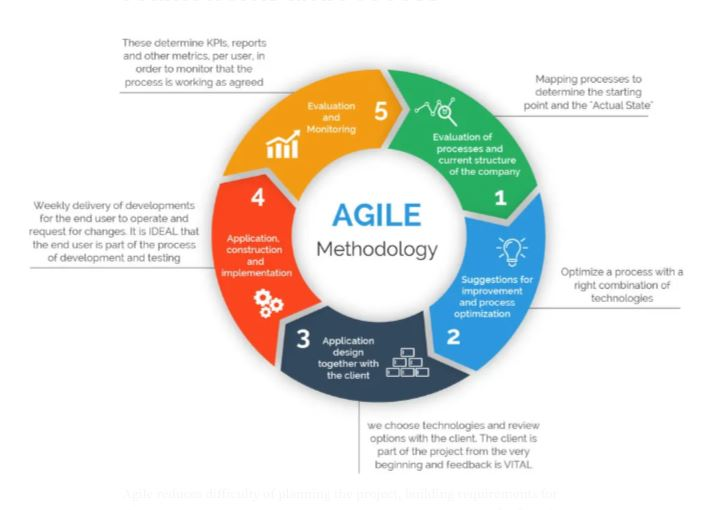 These determine KPIs, reports
and other metrics, per user, in
order to monitor that the
process is working as agreed
Evaluation
and
Monitoring
5
Mapping processes to
determine the starting
point and the "Actual State"
Evaluation of
processes and
current structure
of the company
1
Weekly delivery of developments
for the end user to operate and
request for changes. It is IDEAL that
the end user is part of the process
of development and testing
4
Application,
construction
and
implementation
AGILE
Methodology
Suggestions for
improvement
and process
optimization
2
Optimize a process with a
right combination of
technologies
3
Application
design
together with
the client
we choose technologies and review
options with the client. The client is
part of the project from the very
beginning and feedback is VITAL
Agile reduces difficulty of planning the project, building requirements for